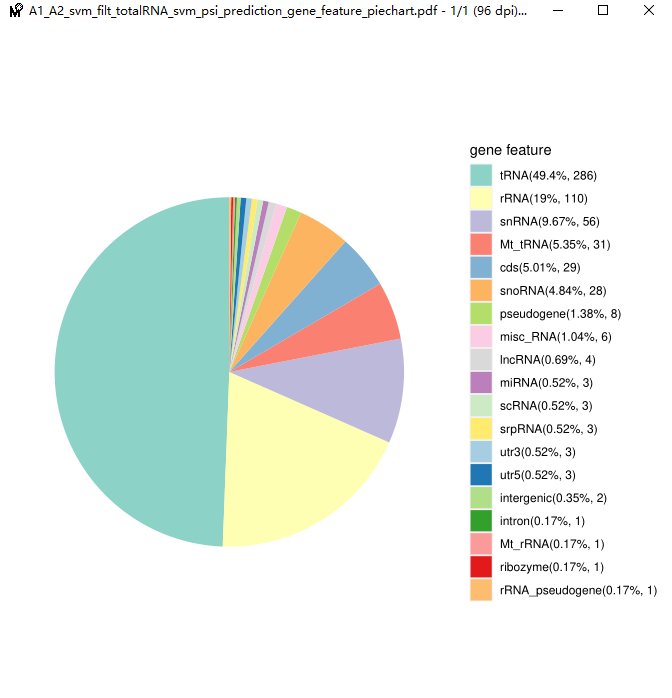 A1_A2_svm_filt_totalRNA_svm_psi_prediction_gene_feature_piechart.pdf - 1/1 (96 dpi)...
gene feature
tRNA(49.4%, 286)
rRNA(19%, 110)
snRNA(9.67%, 56)
Mt_tRNA(5.35%, 31)
cds(5.01%, 29)
snoRNA(4.84%, 28)
pseudogene(1.38%, 8)
misc_RNA(1.04%, 6)
lncRNA(0.69%, 4)
miRNA(0.52%, 3)
scRNA(0.52%, 3)
srpRNA(0.52%, 3)
utr3(0.52%, 3)
utr5(0.52%, 3)
intergenic(0.35%, 2)
intron(0.17%, 1)
Mt_rRNA(0.17%, 1)
ribozyme(0.17%, 1)
rRNA_pseudogene(0.17%, 1)